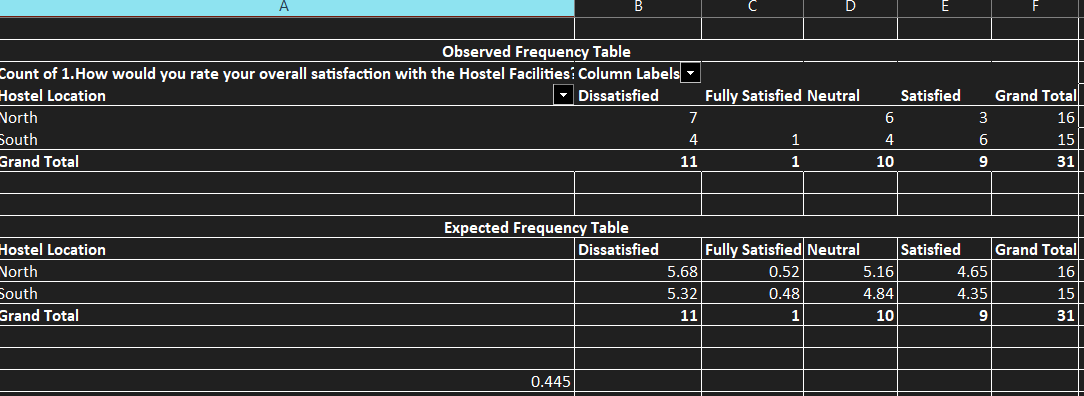 A B C D E F
Observed Frequency Table
Count of 1.How would you rate your overall satisfaction with the Hostel Facilities? Column Labels
Hostel Location Dissatisfied Fully Satisfied Neutral Satisfied Grand Total
North 7 6 3 16
South 4 1 4 6 15
Grand Total 11 1 10 9 31
Expected Frequency Table
Hostel Location Dissatisfied Fully Satisfied Neutral Satisfied Grand Total
North 5.68 0.52 5.16 4.65 16
South 5.32 0.48 4.84 4.35 15
Grand Total 11 1 10 9 31
0.445